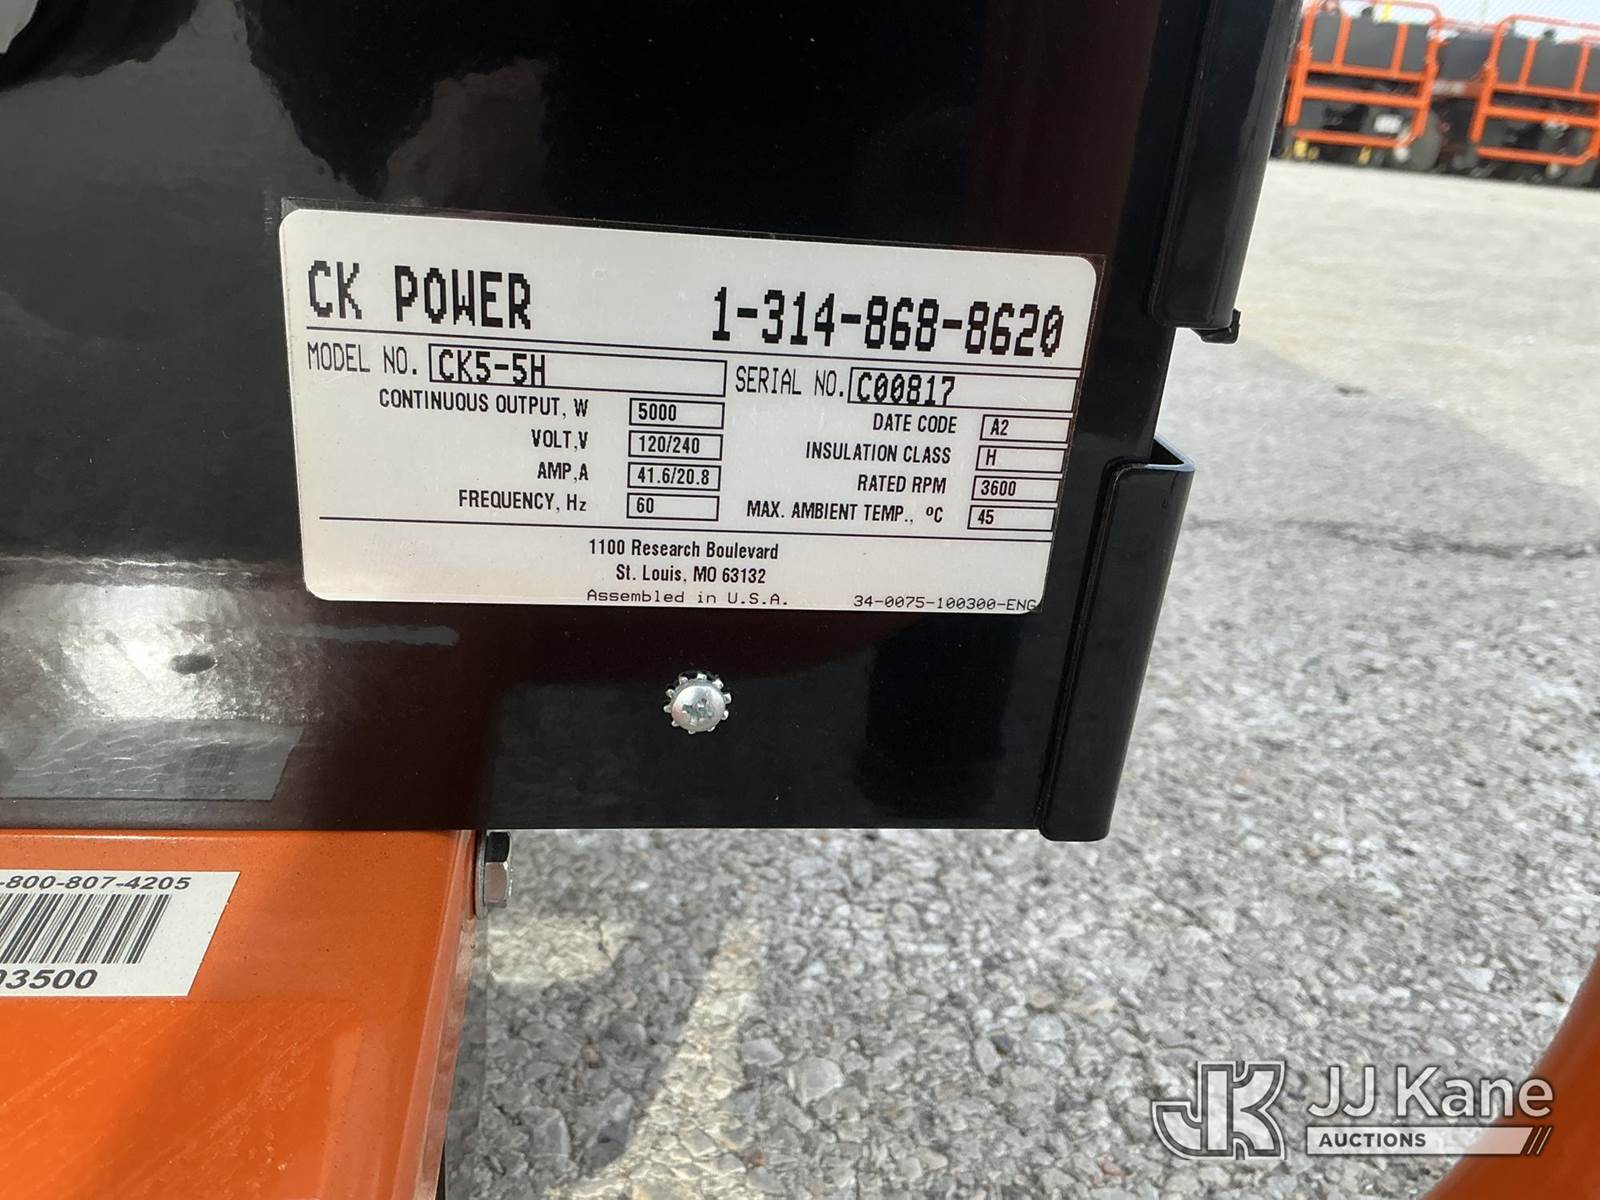 CK POWER 1-314-868-8620
MODEL NO. CK5-5H SERIAL NO. C00817
CONTINUOUS OUTPUT, W 5000 DATE CODE A2
VOLT,V 120/240 INSULATION CLASS H
AMP,A 41.6/20.8 RATED RPM 3600
FREQUENCY, Hz 60 MAX. AMBIENT TEMP., ºC 45
1100 Research Boulevard
St. Louis, MO 63132
Assembled in U.S.A. 34-0075-100300-ENG
-800-807-4205
03500
JK JJ Kane
AUCTIONS